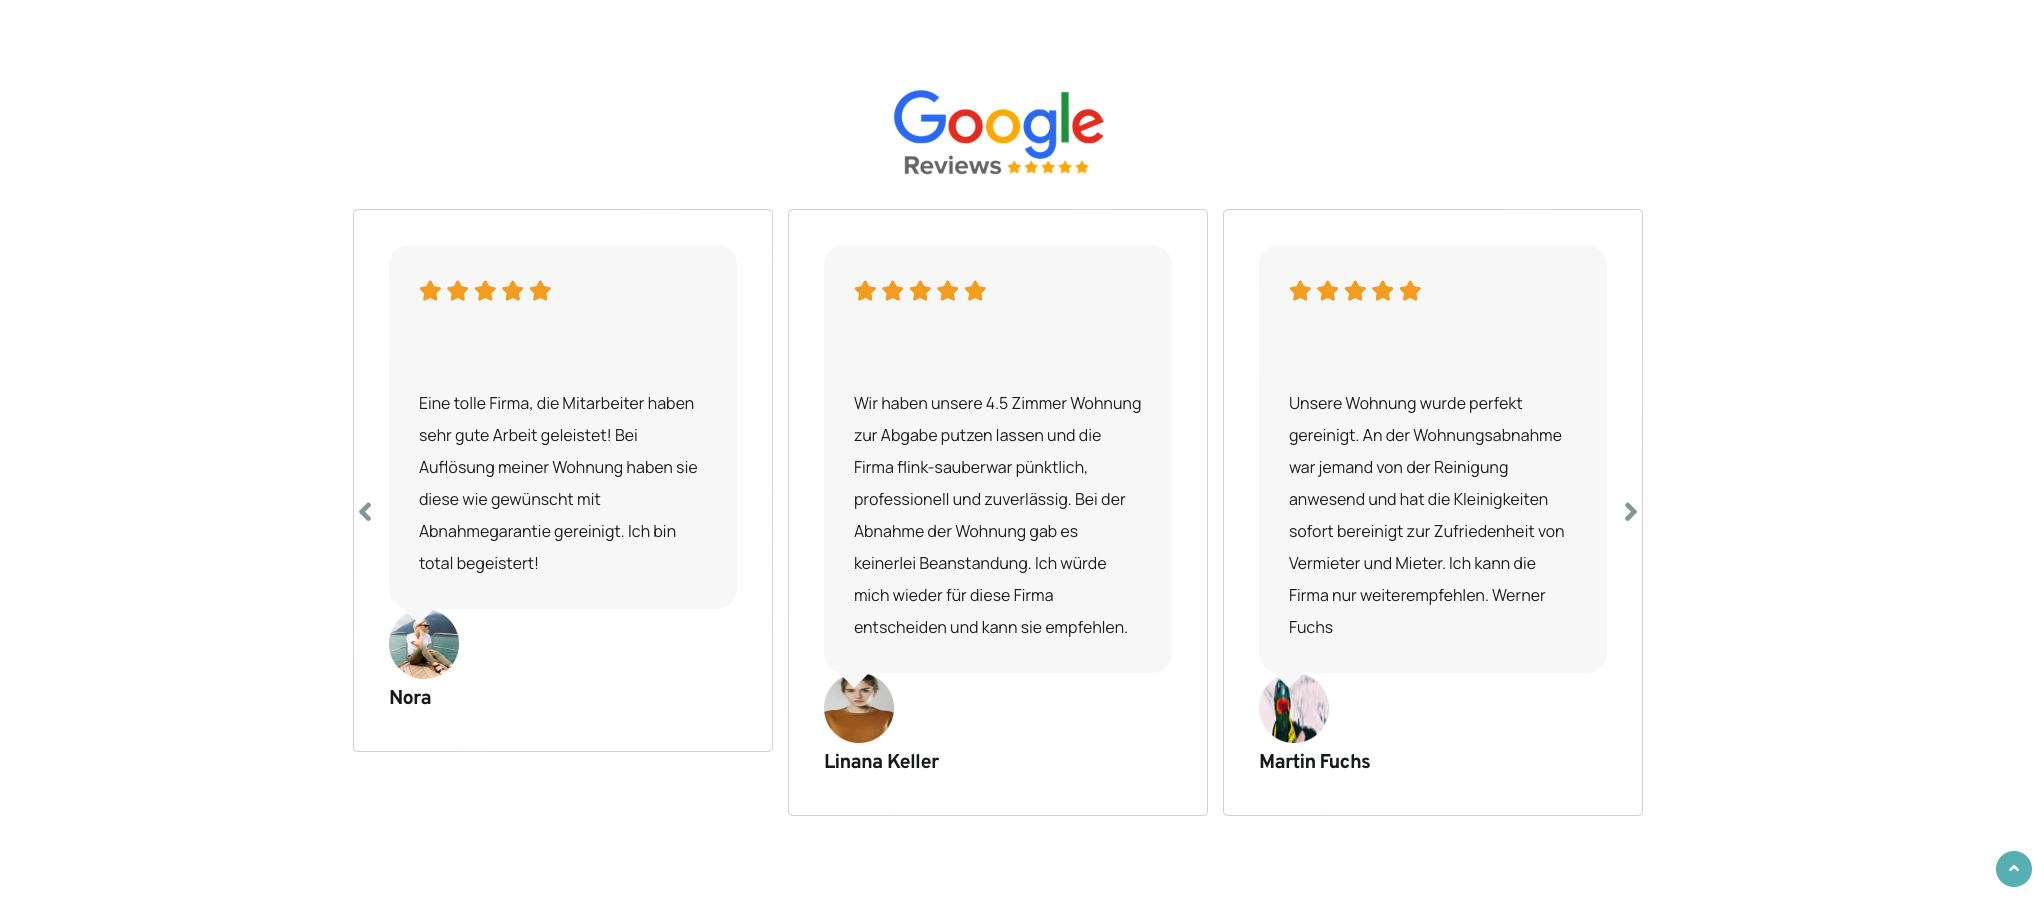 Google
Reviews
Eine tolle Firma, die Mitarbeiter haben
sehr gute Arbeit geleistet! Bei
Auflösung meiner Wohnung haben sie
diese wie gewünscht mit
Abnahmegarantie gereinigt. Ich bin
total begeistert!
Nora
Wir haben unsere 4.5 Zimmer Wohnung
zur Abgabe putzen lassen und die
Firma flink-sauberwar pünktlich,
professionell und zuverlässig. Bei der
Abnahme der Wohnung gab es
keinerlei Beanstandung. Ich würde
mich wieder für diese Firma
entscheiden und kann sie empfehlen.
Linana Keller
Unsere Wohnung wurde perfekt
gereinigt. An der Wohnungsabnahme
war jemand von der Reinigung
anwesend und hat die Kleinigkeiten
sofort bereinigt zur Zufriedenheit von
Vermieter und Mieter. Ich kann die
Firma nur weiterempfehlen. Werner
Fuchs
Martin Fuchs